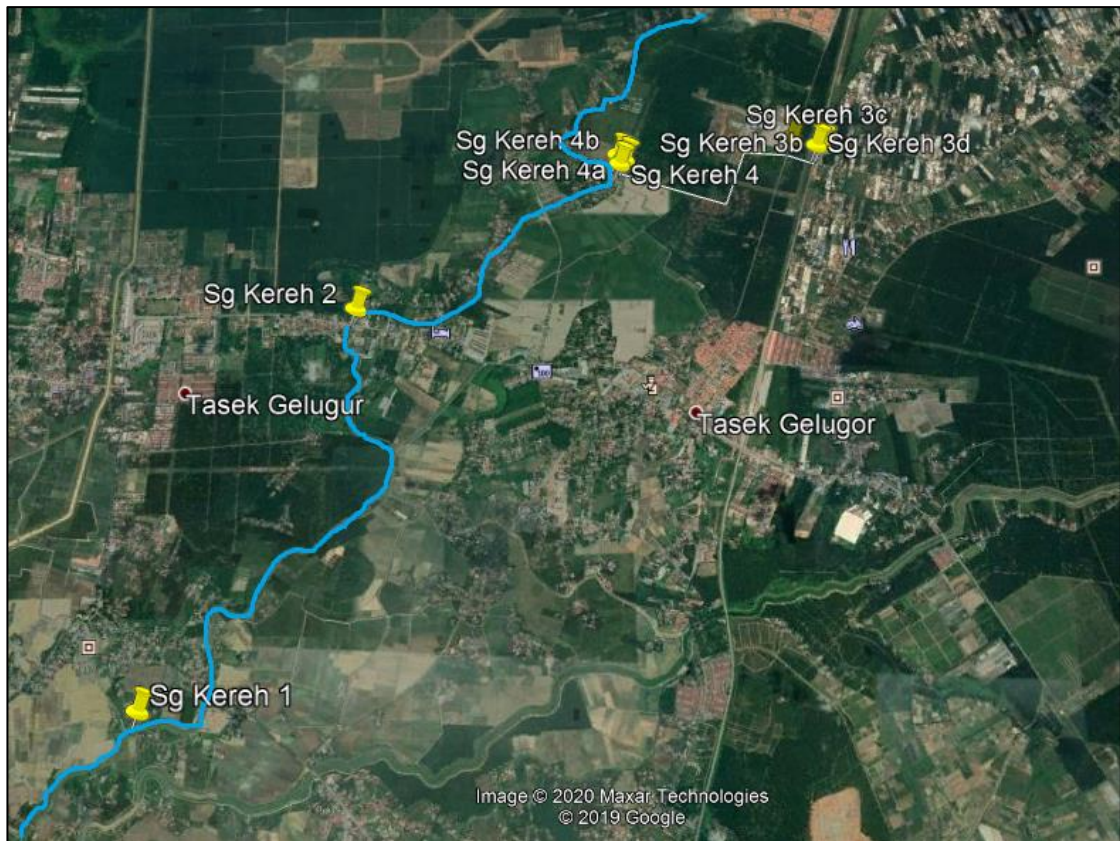 Sg Kereh 3c
Sg Kereh 4b
Sg Kereh 3b
Sg Kereh 3d
Sg Kereh 4a
Sg Kereh 4
Sg Kereh 2
Tasek Gelugur
Tasek Gelugor
Sg Kereh 1
Image © 2020 Maxar Technologies
© 2019 Google